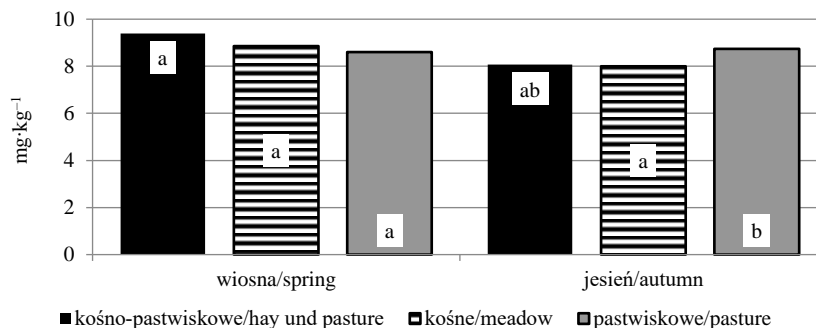 10
8
6
4
2
0
mg·kg⁻¹
a
a
a
ab
a
b
wiosna/spring jesień/autumn
kośno-pastwiskowe/hay und pasture kośne/meadow pastwiskowe/pasture